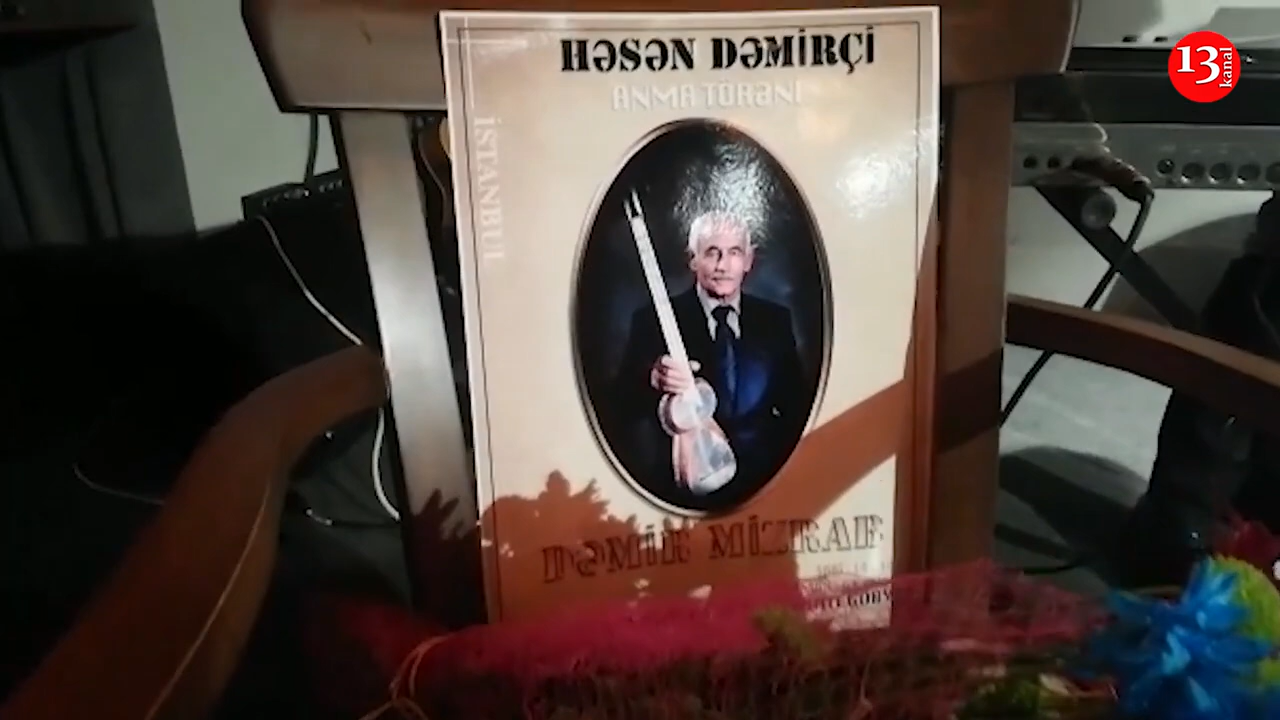 HƏSƏN DƏMİRÇİ
ANMA TÖRƏNİ
İSTANBUL
DƏMİR MİZRAB
13
kanal